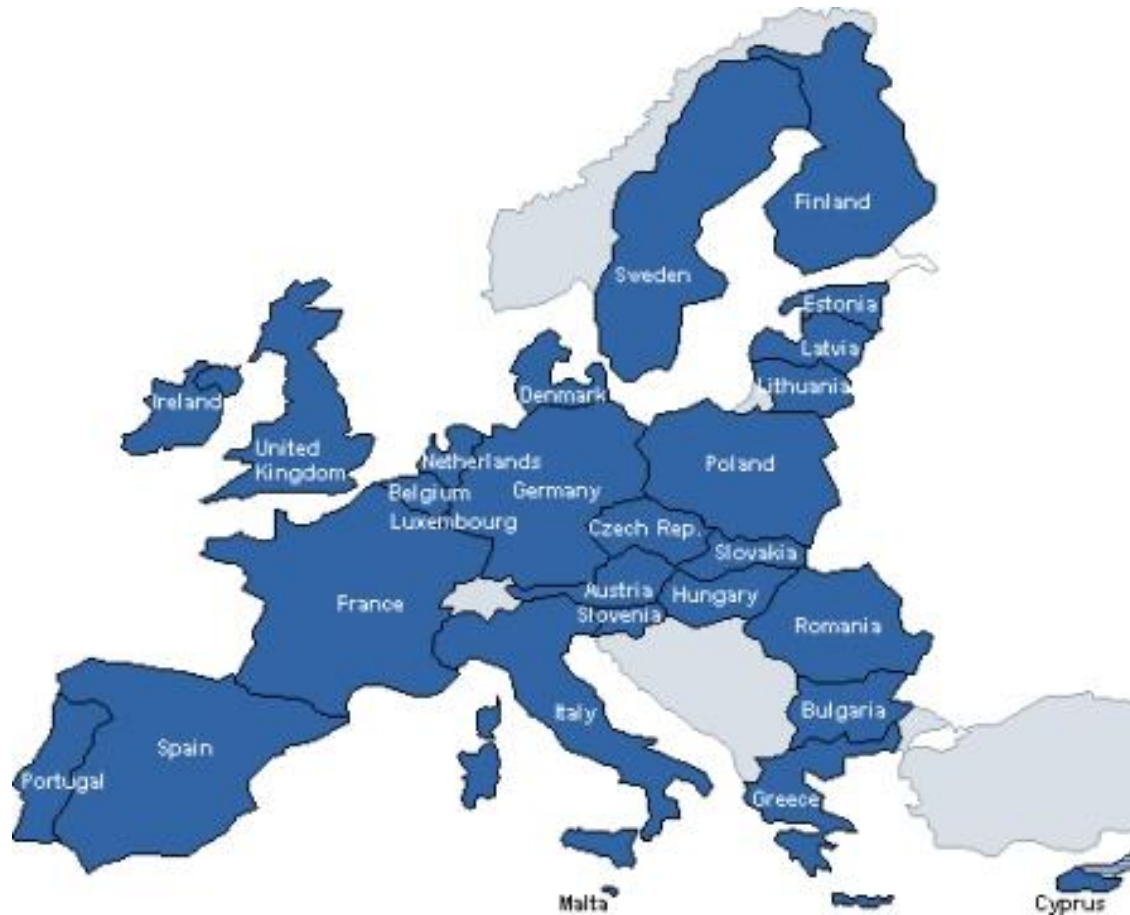 Finland
Sweden
Estonia
Latvia
Lithuania
Denmark
Ireland
United
Kingdom
Netherlands
Poland
Belgium
Germany
Luxembourg
Czech Rep.
Slovakia
Austria
Hungary
France
Slovenia
Romania
Italy
Bulgaria
Spain
Portugal
Greece
Malta
Cyprus